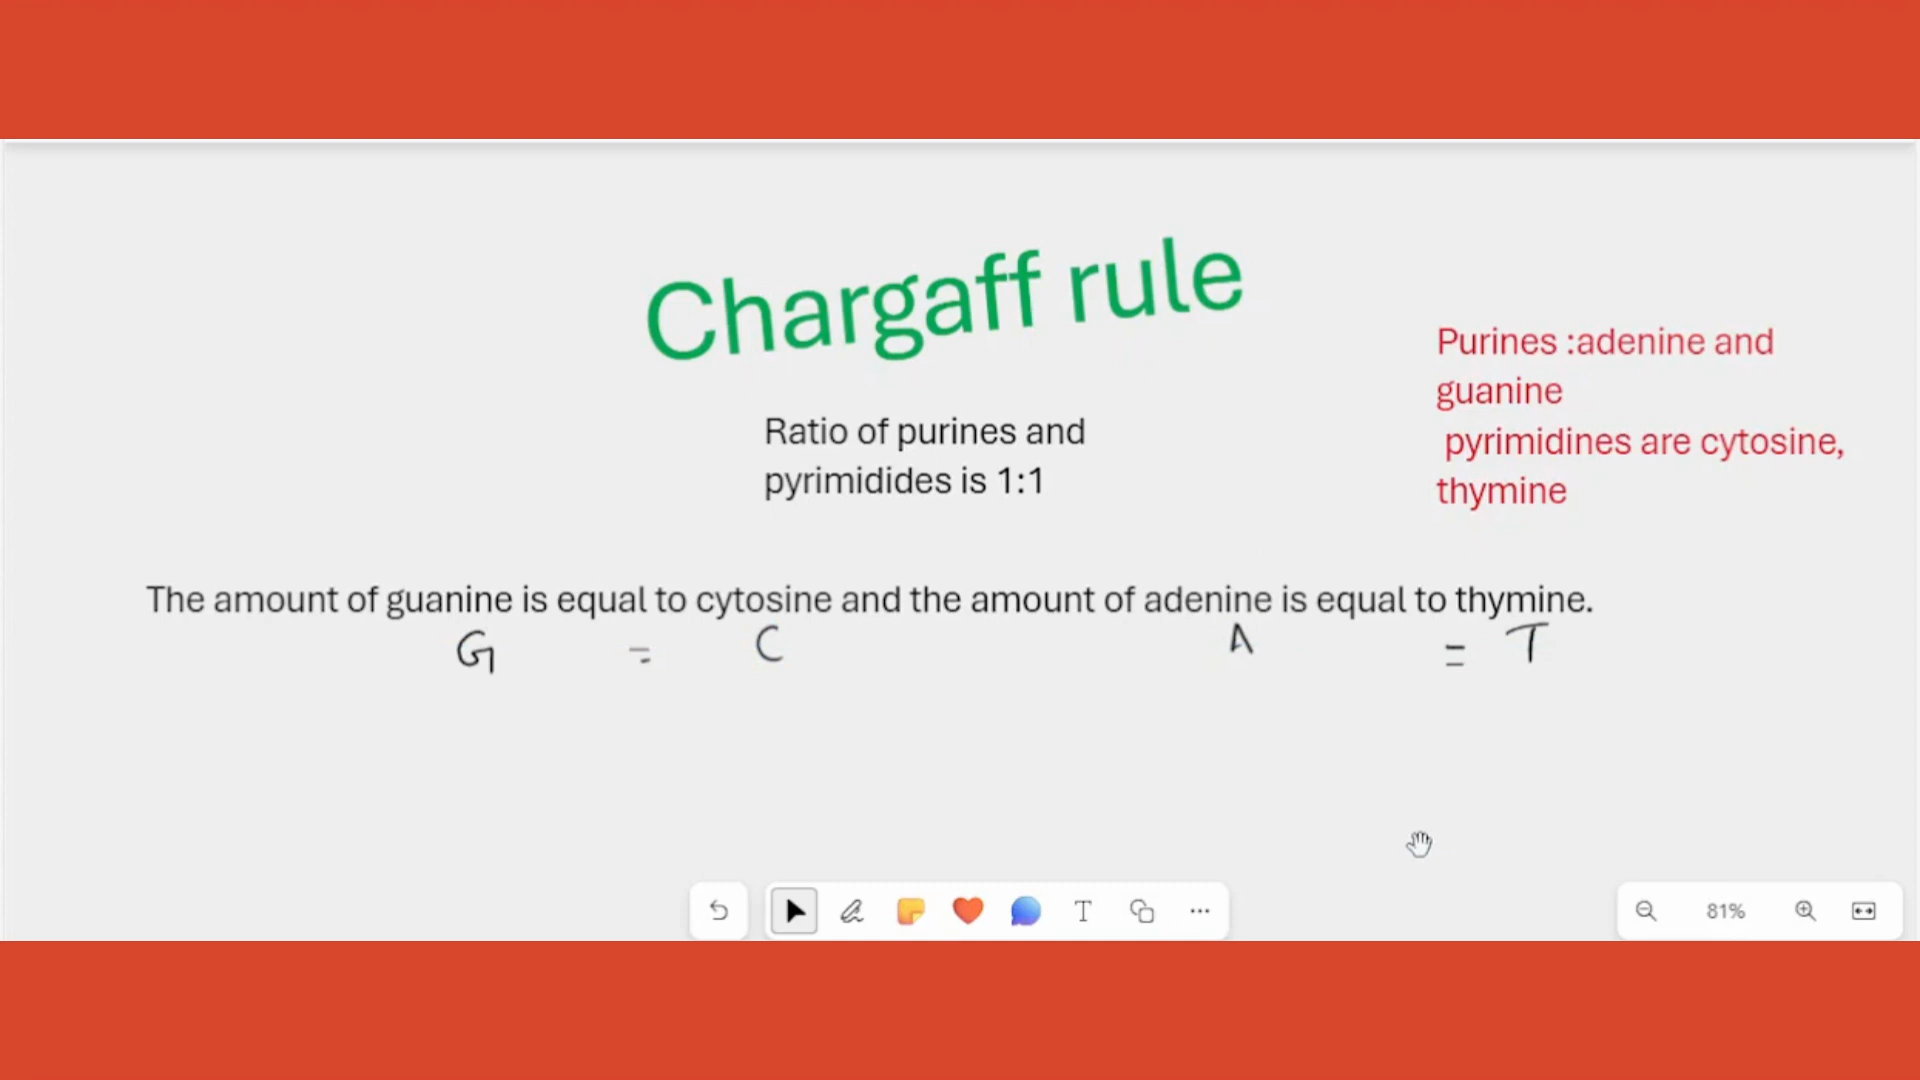 Chargaff rule
Purines :adenine and
guanine
pyrimidines are cytosine,
thymine
Ratio of purines and
pyrimidides is 1:1
The amount of guanine is equal to cytosine and the amount of adenine is equal to thymine.
G = C A = T
T
81%